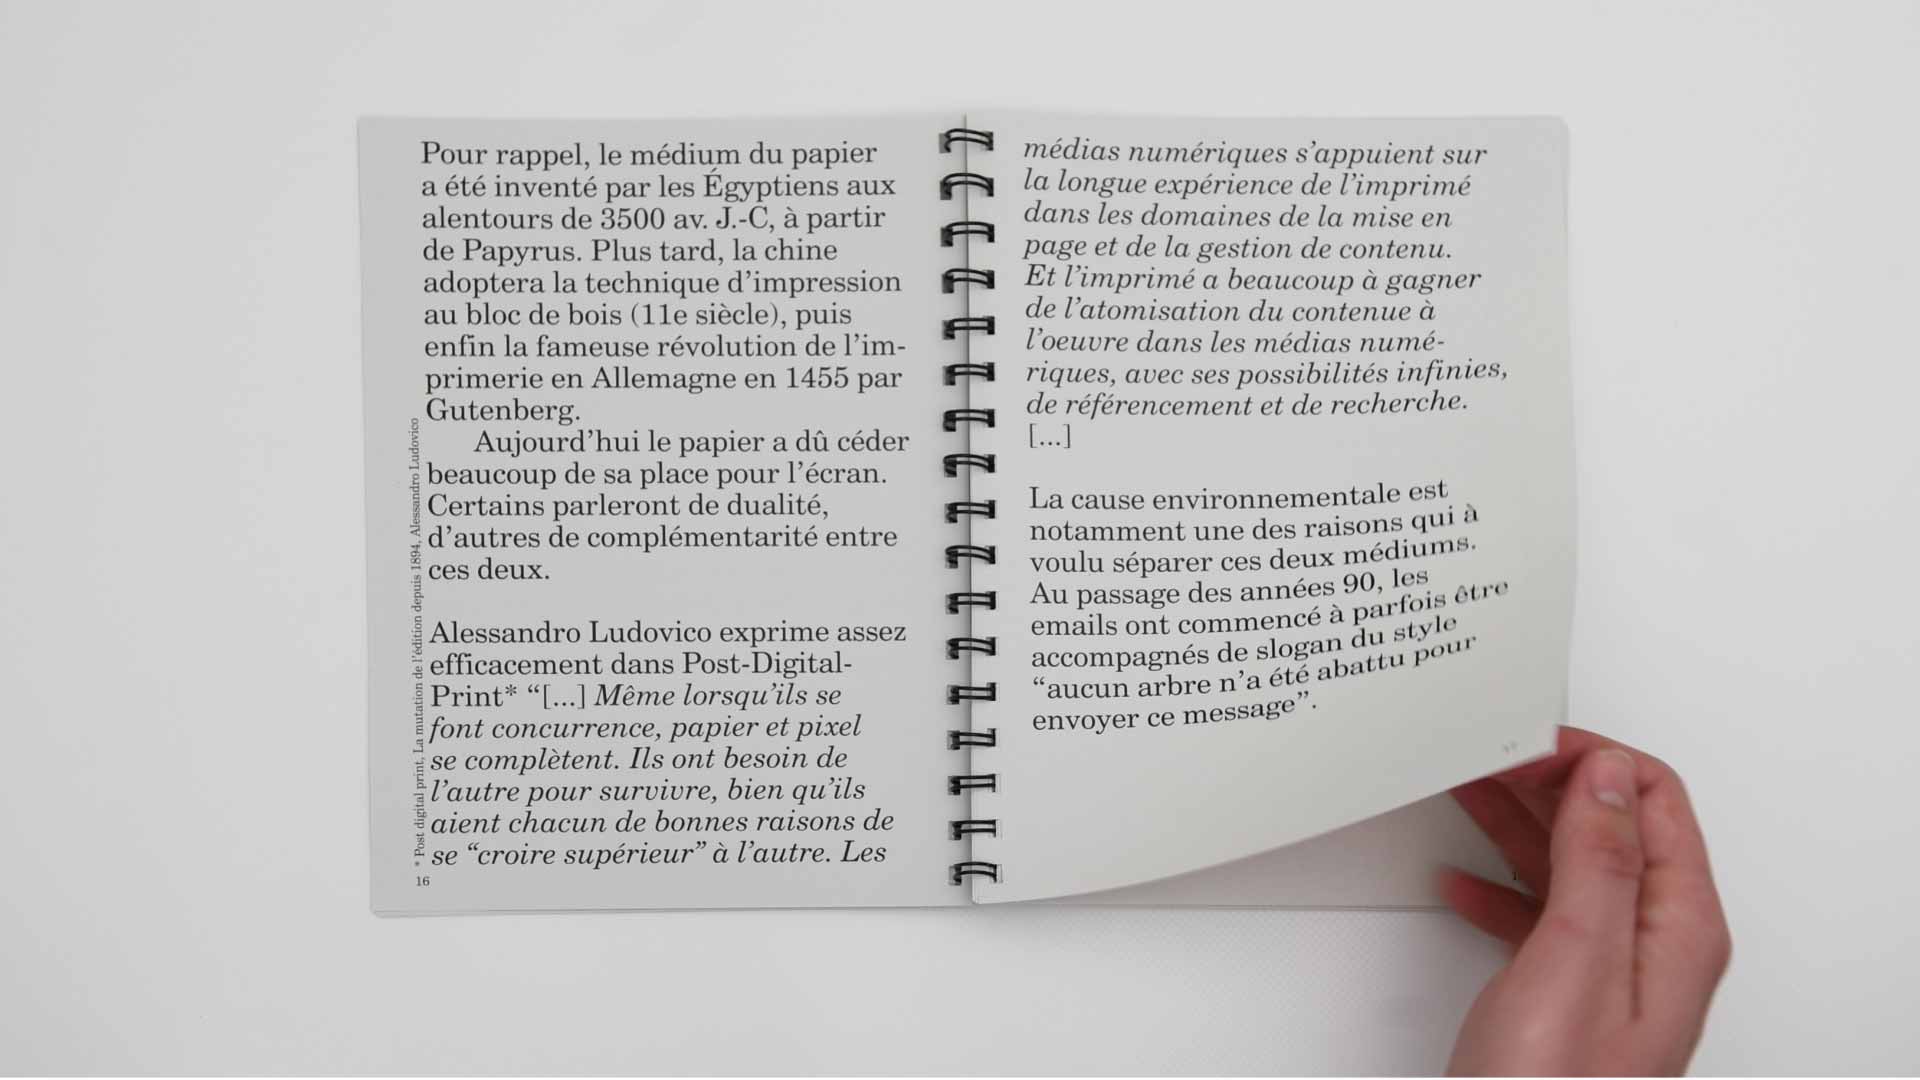 Pour rappel, le médium du papier
a été inventé par les Égyptiens aux
alentours de 3500 av. J.-C, à partir
de Papyrus. Plus tard, la chine
adoptera la technique d’impression
au bloc de bois (11e siècle), puis
enfin la fameuse révolution de l’im-
primerie en Allemagne en 1455 par
Gutenberg.
Aujourd’hui le papier a dû céder
beaucoup de sa place pour l’écran.
Certains parleront de dualité,
d’autres de complémentarité entre
ces deux.
Alessandro Ludovico exprime assez
efficacement dans Post-Digital-
Print* “[...] Même lorsqu’ils se
font concurrence, papier et pixel
se complètent. Ils ont besoin de
l’autre pour survivre, bien qu’ils
aient chacun de bonnes raisons de
se “croire supérieur” à l’autre. Les
* Post digital print, La mutation de l’édition depuis 1894, Alessandro Ludovico
16
médias numériques s’appuient sur
la longue expérience de l’imprimé
dans les domaines de la mise en
page et de la gestion de contenu.
Et l’imprimé a beaucoup à gagner
de l’atomisation du contenue à
l’oeuvre dans les médias numé-
riques, avec ses possibilités infinies,
de référencement et de recherche.
[...]
La cause environnementale est
notamment une des raisons qui à
voulu séparer ces deux médiums.
Au passage des années 90, les
emails ont commencé à parfois être
accompagnés de slogan du style
“aucun arbre n’a été abattu pour
envoyer ce message”.